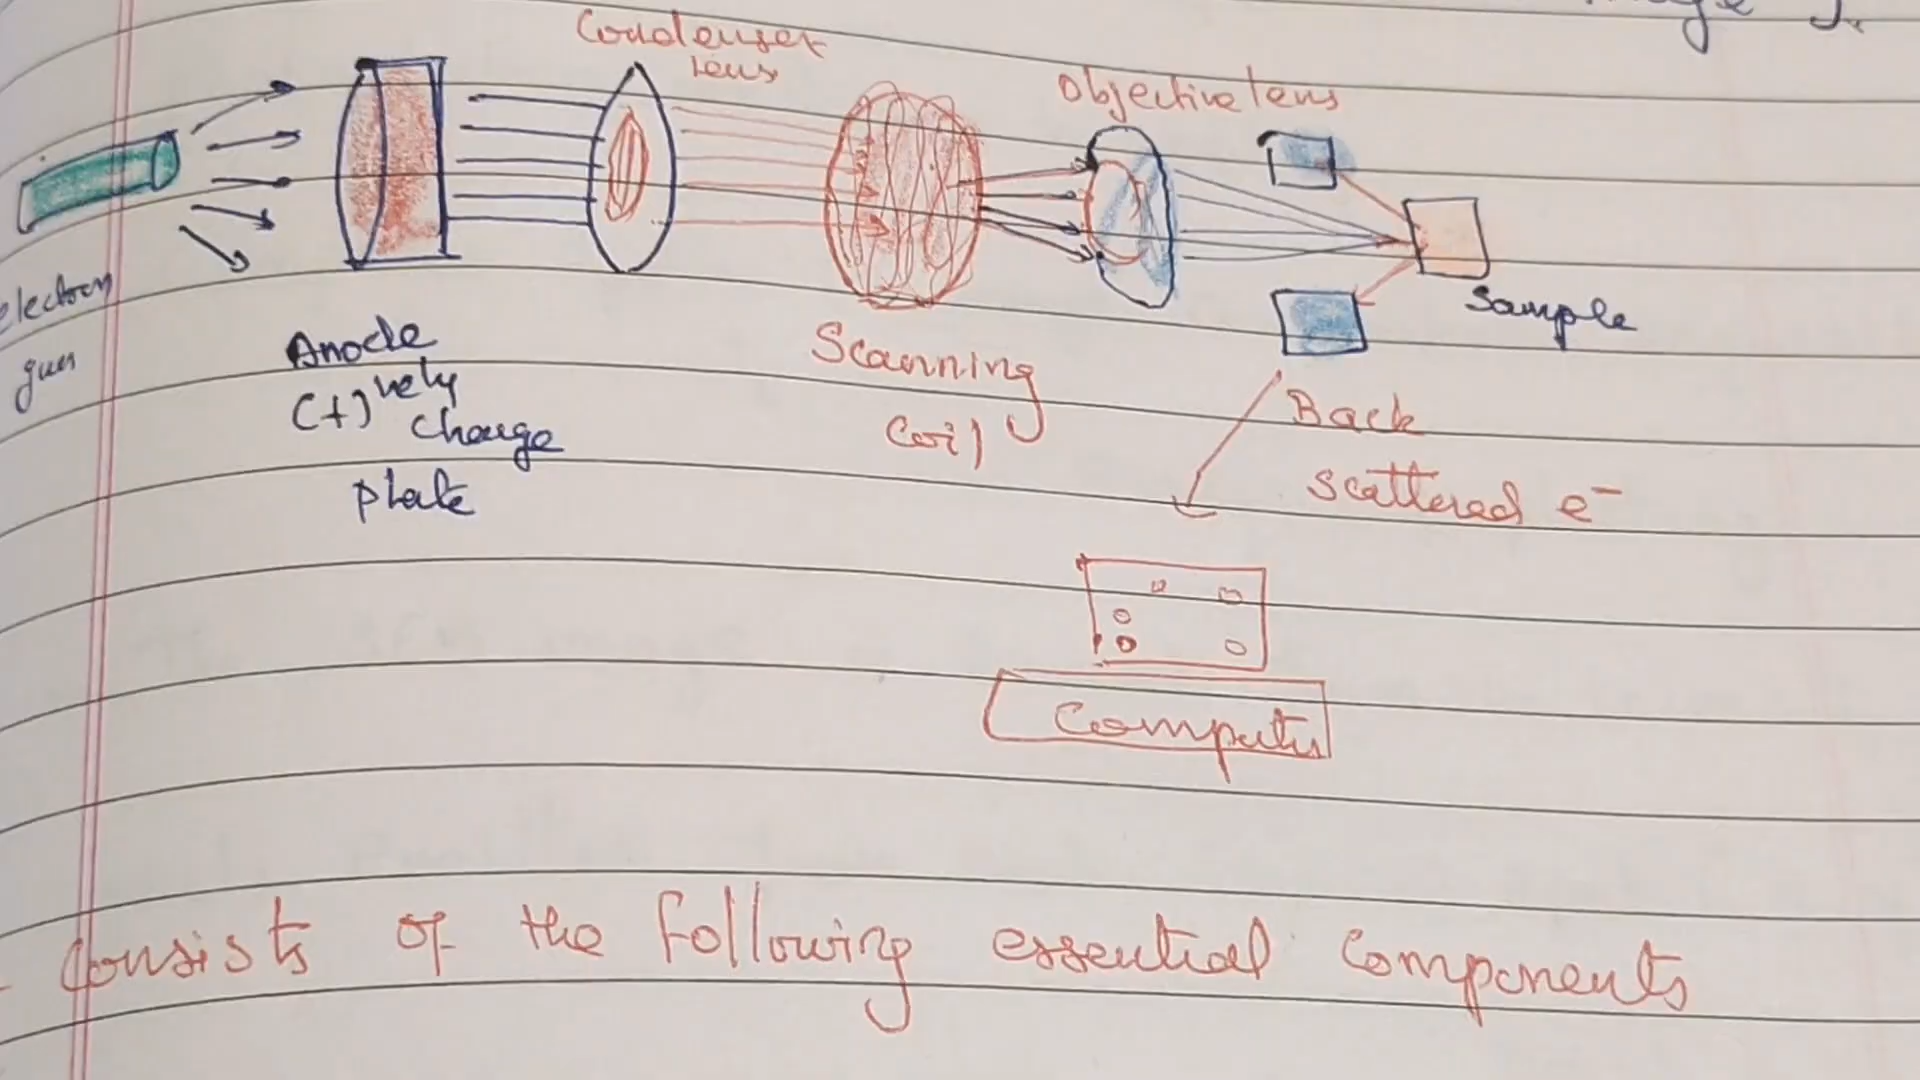 Condenser
lens
Objective lens
electron
gun
Anode
(+)vely
charge
plate
Scanning
Coil
Sample
Back
Scattered e⁻
Computer
Consists of the following essential components